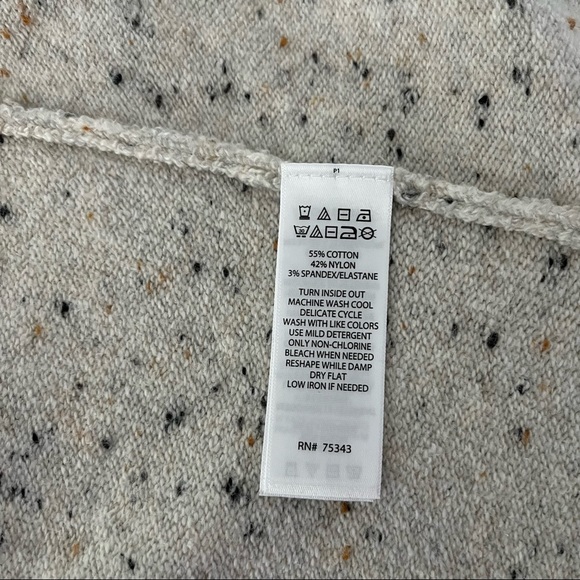 P1
55% COTTON
42% NYLON
3% SPANDEX/ELASTANE
TURN INSIDE OUT
MACHINE WASH COOL
DELICATE CYCLE
WASH WITH LIKE COLORS
USE MILD DETERGENT
ONLY NON-CHLORINE
BLEACH WHEN NEEDED
RESHAPE WHILE DAMP
DRY FLAT
LOW IRON IF NEEDED
RN# 75343